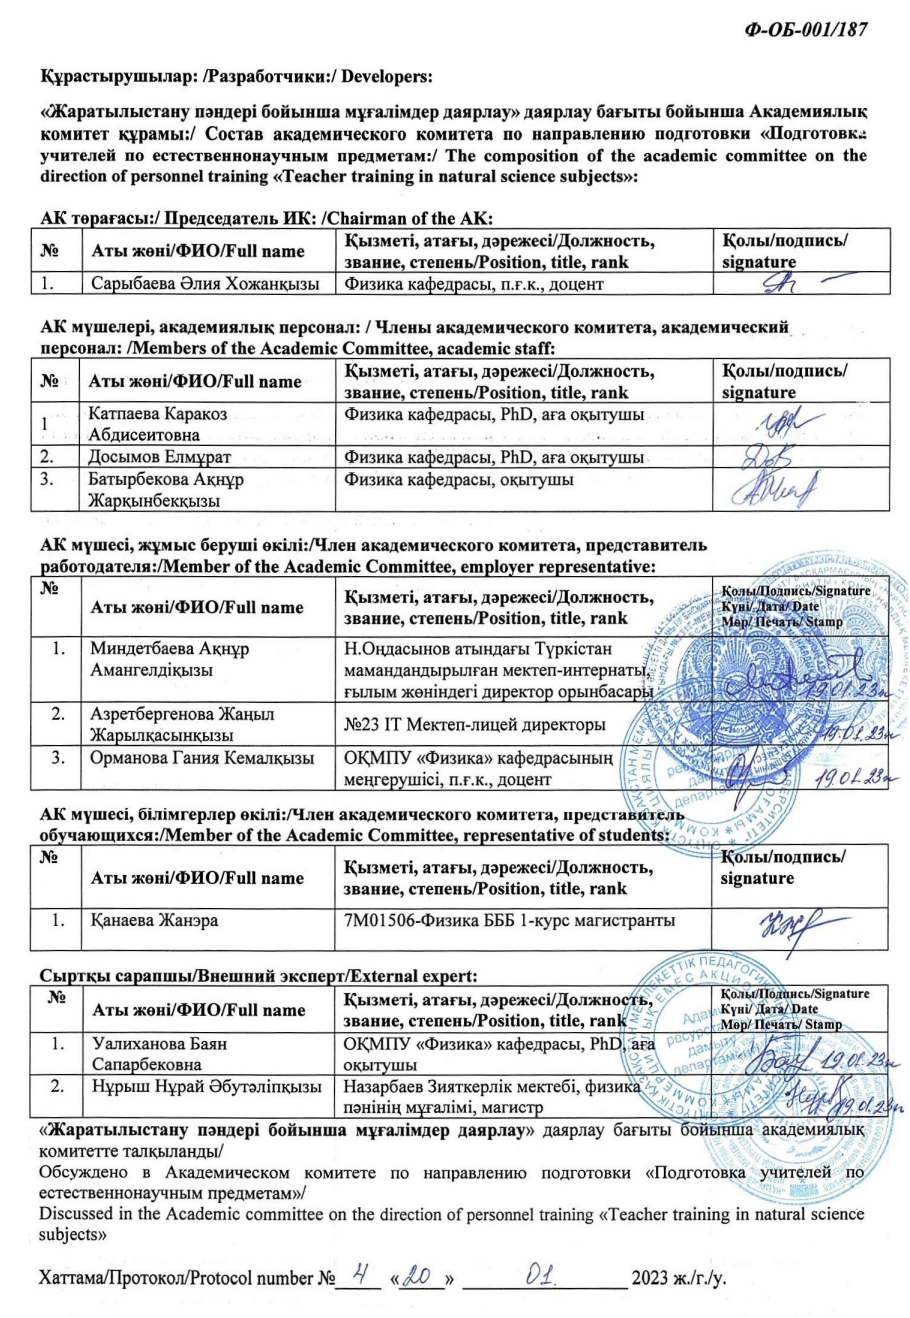 Ф-ОБ-001/187
Құрастырушылар: /Разработчики:/ Developers:
«Жаратылыстану пәндері бойынша мұғалімдер даярлау» даярлау бағыты бойынша Академиялық
комитет құрамы:/ Состав академического комитета по направлению подготовки «Подготовка
учителей по естественнонаучным предметам:/ The composition of the academic committee on the
direction of personnel training «Teacher training in natural science subjects»:
АК төрағасы:/ Председатель ИК: /Chairman of the AK:
№ Аты жөні/ФИО/Full name Қызметі, атағы, дәрежесі/Должность, звание, степень/Position, title, rank Қолы/подпись/ signature
1. Сарыбаева Әлия Хожанқызы Физика кафедрасы, п.ғ.к., доцент
АК мүшелері, академиялық персонал: / Члены академического комитета, академический
персонал: /Members of the Academic Committee, academic staff:
№ Аты жөні/ФИО/Full name Қызметі, атағы, дәрежесі/Должность, звание, степень/Position, title, rank Қолы/подпись/ signature
1 Катпаева Каракоз Абдисеитовна Физика кафедрасы, PhD, аға оқытушы
2. Досымов Елмұрат Физика кафедрасы, PhD, аға оқытушы
3. Батырбекова Ақнұр Жарқынбекқызы Физика кафедрасы, оқытушы
АК мүшесі, жұмыс беруші өкілі:/Член академического комитета, представитель
работодателя:/Member of the Academic Committee, employer representative:
№ Аты жөні/ФИО/Full name Қызметі, атағы, дәрежесі/Должность, звание, степень/Position, title, rank Қолы/Подпись/Signature Күні/ Дата/ Date Мөр/ Печать/ Stamp
1. Миндетбаева Ақнұр Амангелдіқызы Н.Оңдасынов атындағы Түркістан мамандандырылған мектеп-интернаты, ғылым жөніндегі директор орынбасары 19.01.23ж
2. Азретбергенова Жаңыл Жарылқасынқызы №23 IT Мектеп-лицей директоры 19.01.23ж
3. Орманова Гания Кемалқызы ОҚМПУ «Физика» кафедрасының меңгерушісі, п.ғ.к., доцент 19.01.23ж
АК мүшесі, білімгерлер өкілі:/Член академического комитета, представитель
обучающихся:/Member of the Academic Committee, representative of students:
№ Аты жөні/ФИО/Full name Қызметі, атағы, дәрежесі/Должность, звание, степень/Position, title, rank Қолы/подпись/ signature
1. Қанаева Жанэра 7М01506-Физика БББ 1-курс магистранты
Сыртқы сарапшы/Внешний эксперт/External expert:
№ Аты жөні/ФИО/Full name Қызметі, атағы, дәрежесі/Должность, звание, степень/Position, title, rank Қолы/Подпись/Signature Күні/ Дата/ Date Мөр/ Печать/ Stamp
1. Уалиханова Баян Сапарбековна ОҚМПУ «Физика» кафедрасы, PhD, аға оқытушы 19.01.23ж
2. Нұрыш Нұрай Әбутәліпқызы Назарбаев Зияткерлік мектебі, физика пәнінің мұғалімі, магистр 19.01.23ж
«Жаратылыстану пәндері бойынша мұғалімдер даярлау» даярлау бағыты бойынша академиялық
комитетте талқыланды/
Обсуждено в Академическом комитете по направлению подготовки «Подготовка учителей по
естественнонаучным предметам»/
Discussed in the Academic committee on the direction of personnel training «Teacher training in natural science
subjects»
Хаттама/Протокол/Protocol number № 4 «20» 01. 2023 ж./г./у.